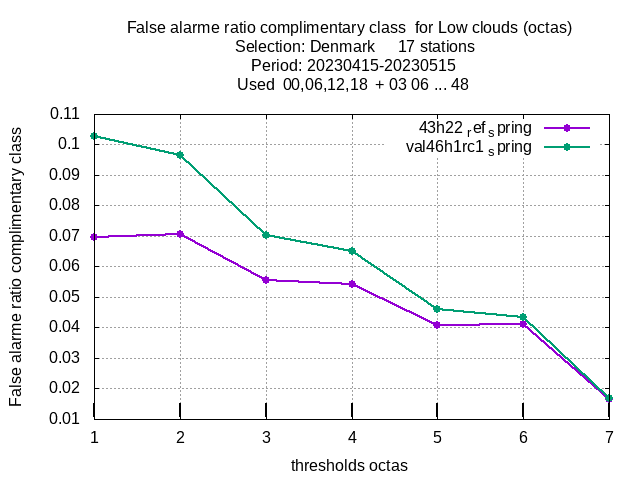 False alarme ratio complimentary class  for Low clouds (octas)
Selection: Denmark     17 stations
Period: 20230415-20230515
Used  00,06,12,18  + 03 06 ... 48
43h22 ref spring
val46h1rc1 spring
False alarme ratio complimentary class
0.11
0.1
0.09
0.08
0.07
0.06
0.05
0.04
0.03
0.02
0.01
1 2 3 4 5 6 7
thresholds octas